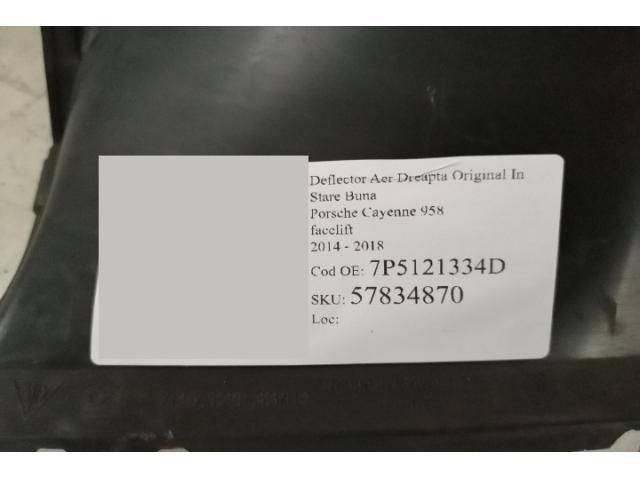 Deflector Aer Dreapta Original In
Stare Buna
Porsche Cayenne 958
facelift
2014 - 2018
Cod OE: 7P5121334D
SKU: 57834870
Loc: